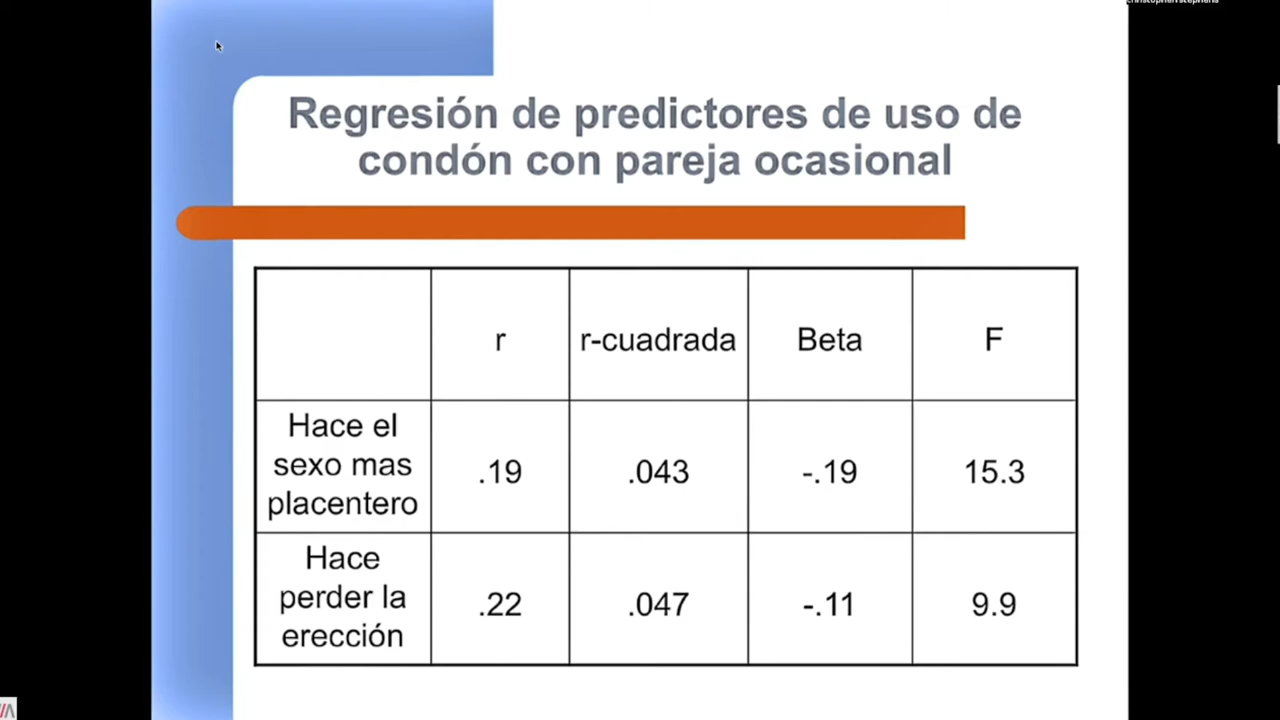 Regresión de predictores de uso de
condón con pareja ocasional
r r-cuadrada Beta F
Hace el
sexo mas
placentero
.19 .043 -.19 15.3
Hace
perder la
erección
.22 .047 -.11 9.9